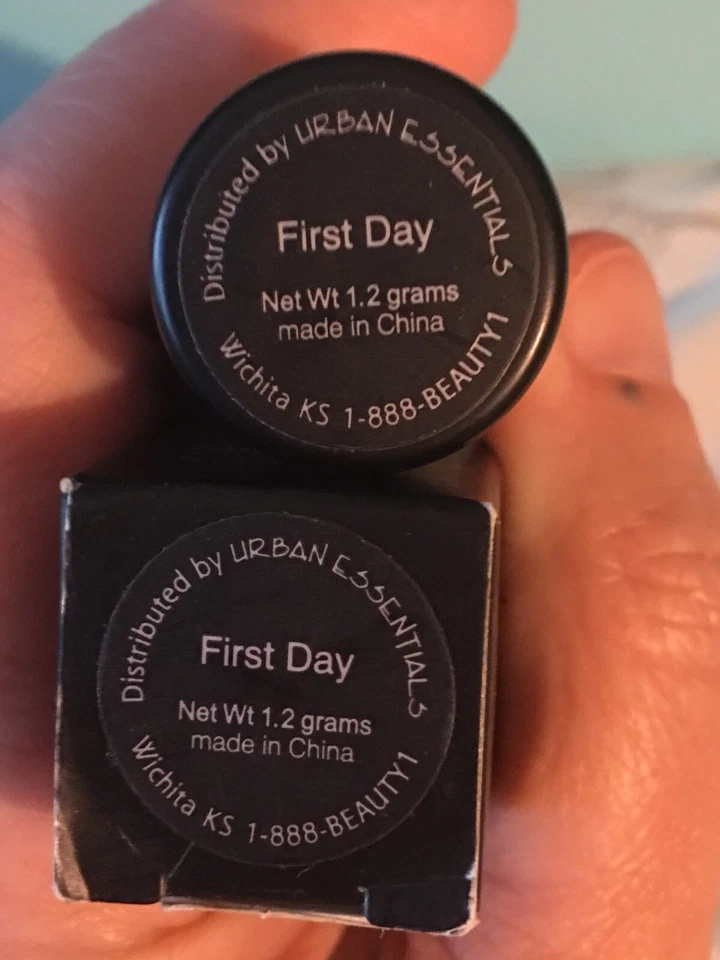 Distributed by URBAN ESSENTIALS
First Day
Net Wt 1.2 grams
made in China
Wichita KS 1-888-BEAUTY1
Distributed by URBAN ESSENTIALS
First Day
Net Wt 1.2 grams
made in China
Wichita KS 1-888-BEAUTY1